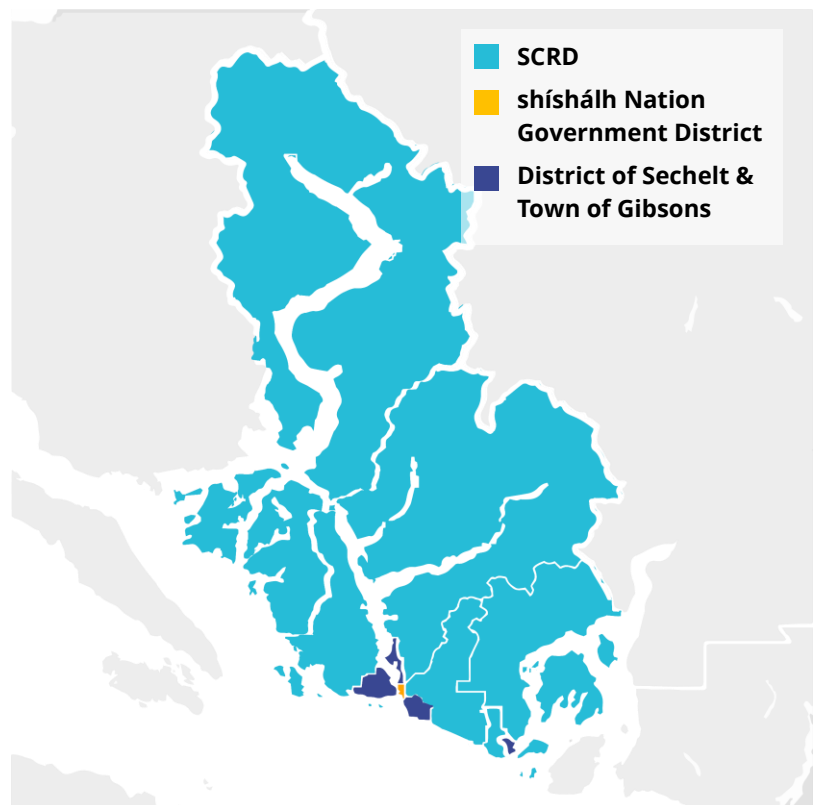 SCRD
shíshálh Nation
Government District
District of Sechelt &
Town of Gibsons